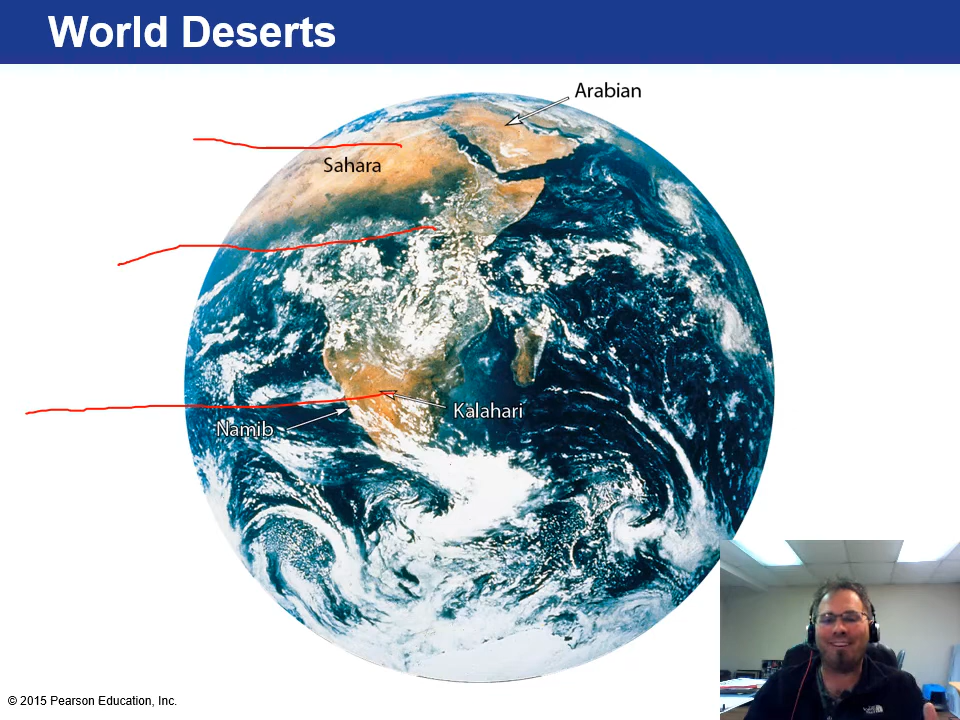 World Deserts
Arabian
Sahara
Kalahari
Namib
© 2015 Pearson Education, Inc.